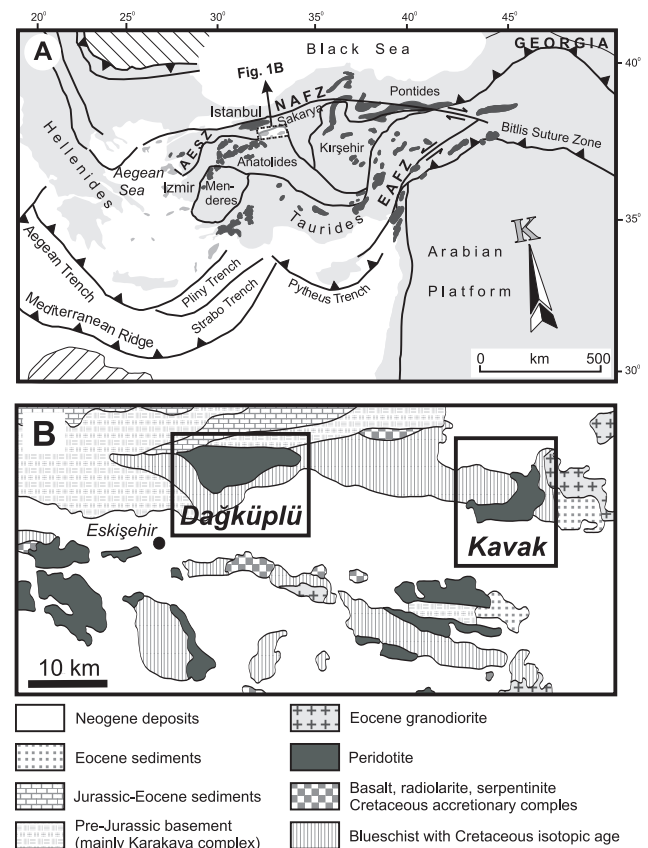 20° 25° 35° 40° 45°
A
Black Sea
GEORGIA
40°
Fig. 1B
Pontides
Istanbul
NAFZ
Sakarya
Bitlis Suture Zone
Hellenides
AESZ
Kırşehir
Anatolides
Aegean
Sea
Izmir
Men-
deres
EAFZ
Taurides
35°
K
Arabian
Platform
Aegean Trench
Pliny Trench
Strabo Trench
Pytheus Trench
Mediterranean Ridge
0 km 500
30°
B
Dağküplü
Eskişehir
Kavak
10 km
Neogene deposits
Eocene granodiorite
Eocene sediments
Peridotite
Jurassic-Eocene sediments
Basalt, radiolarite, serpentinite
Cretaceous accretionary comples
Pre-Jurassic basement
(mainly Karakaya complex)
Blueschist with Cretaceous isotopic age